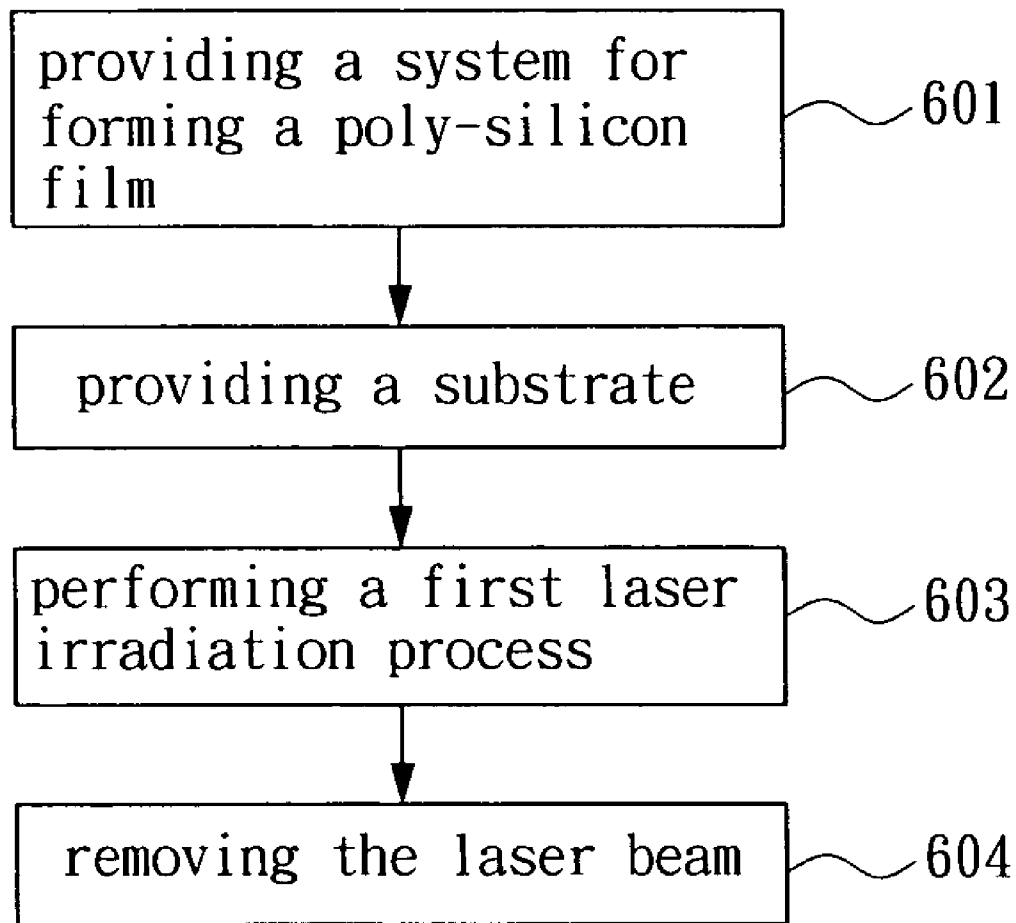 providing a system for
forming a poly-silicon
film
601
providing a substrate
602
performing a first laser
irradiation process
603
removing the laser beam
604